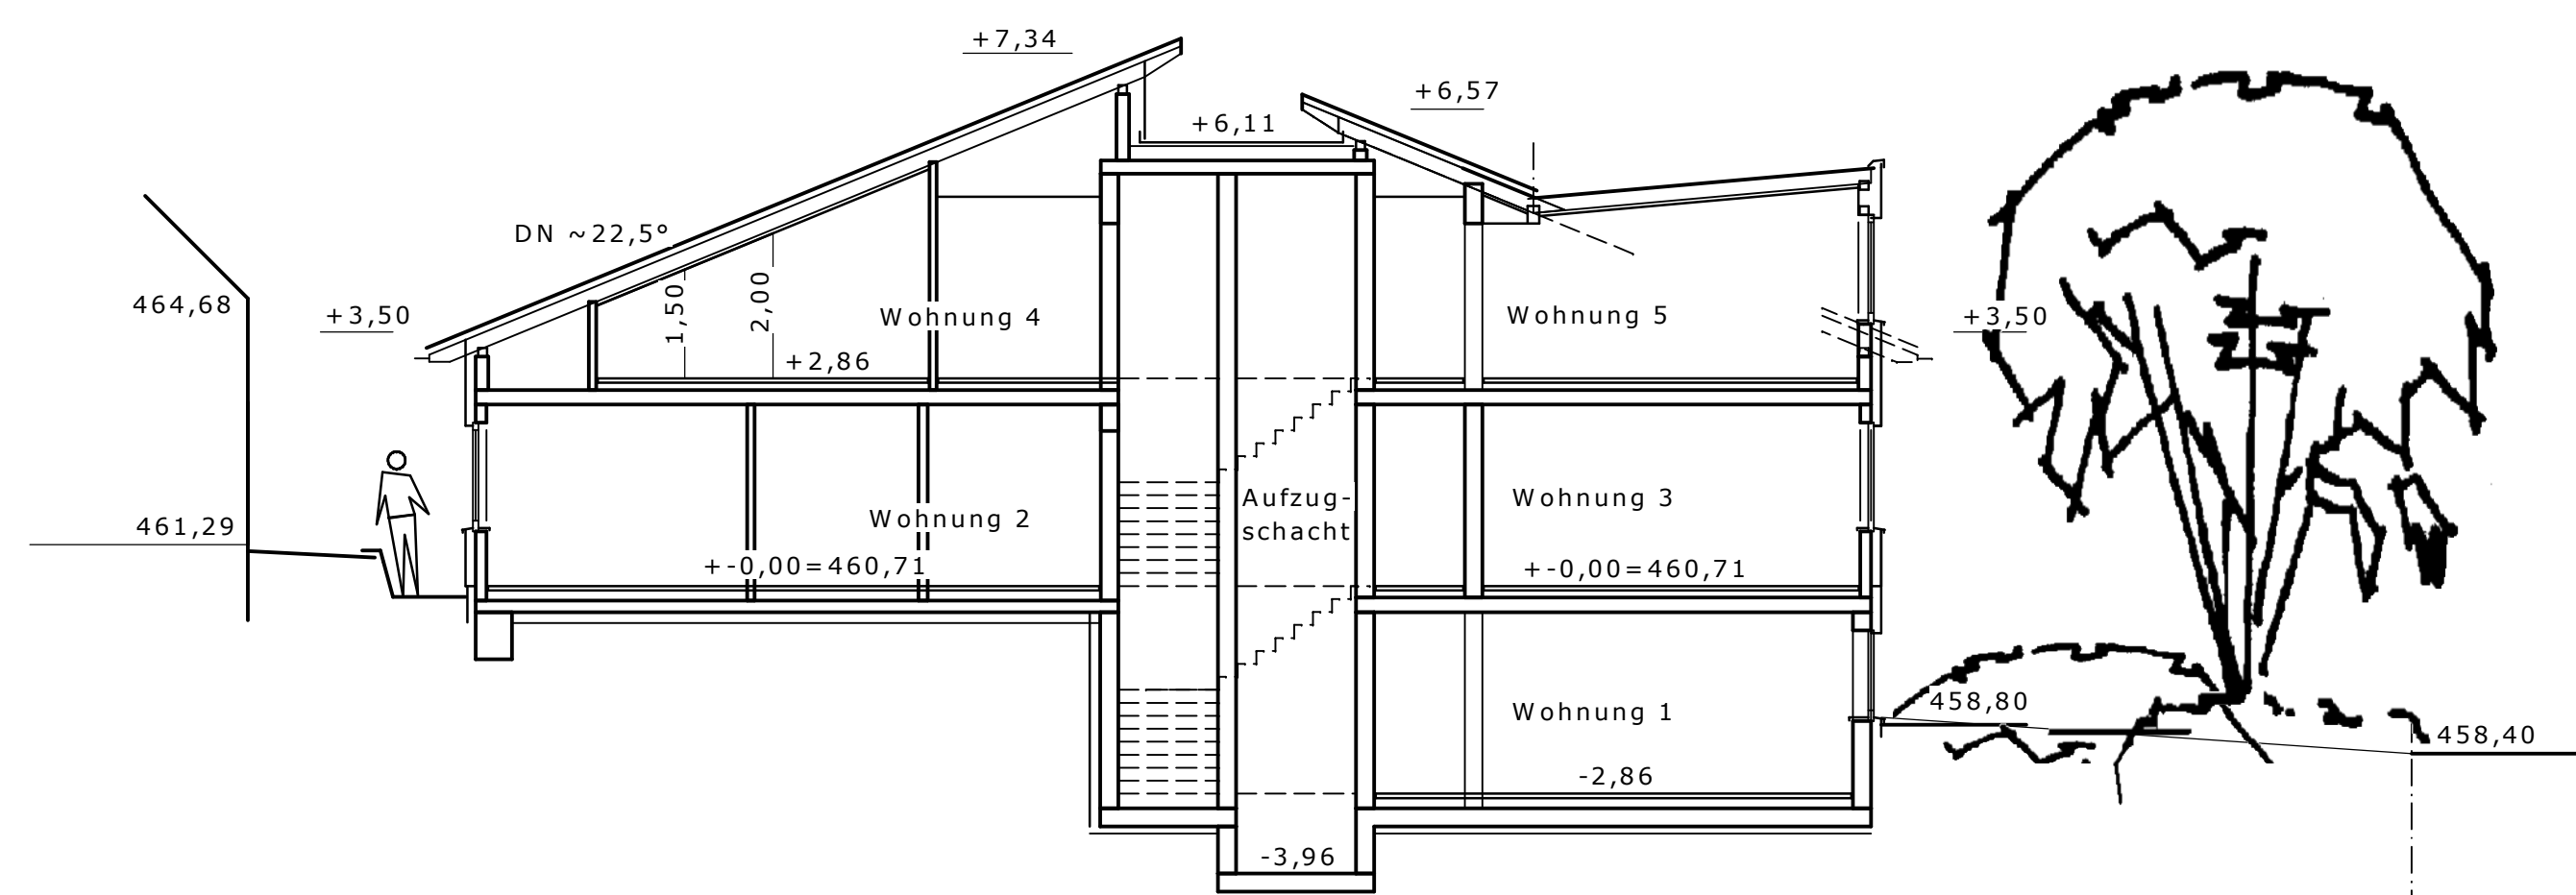 +7,34
+6,57
+6,11
DN ~22,5°
464,68
+3,50
1,50
2,00
Wohnung 4
Wohnung 5
+3,50
+2,86
461,29
Wohnung 2
Aufzug-
schacht
Wohnung 3
+-0,00=460,71
+-0,00=460,71
458,80
Wohnung 1
458,40
-2,86
-3,96